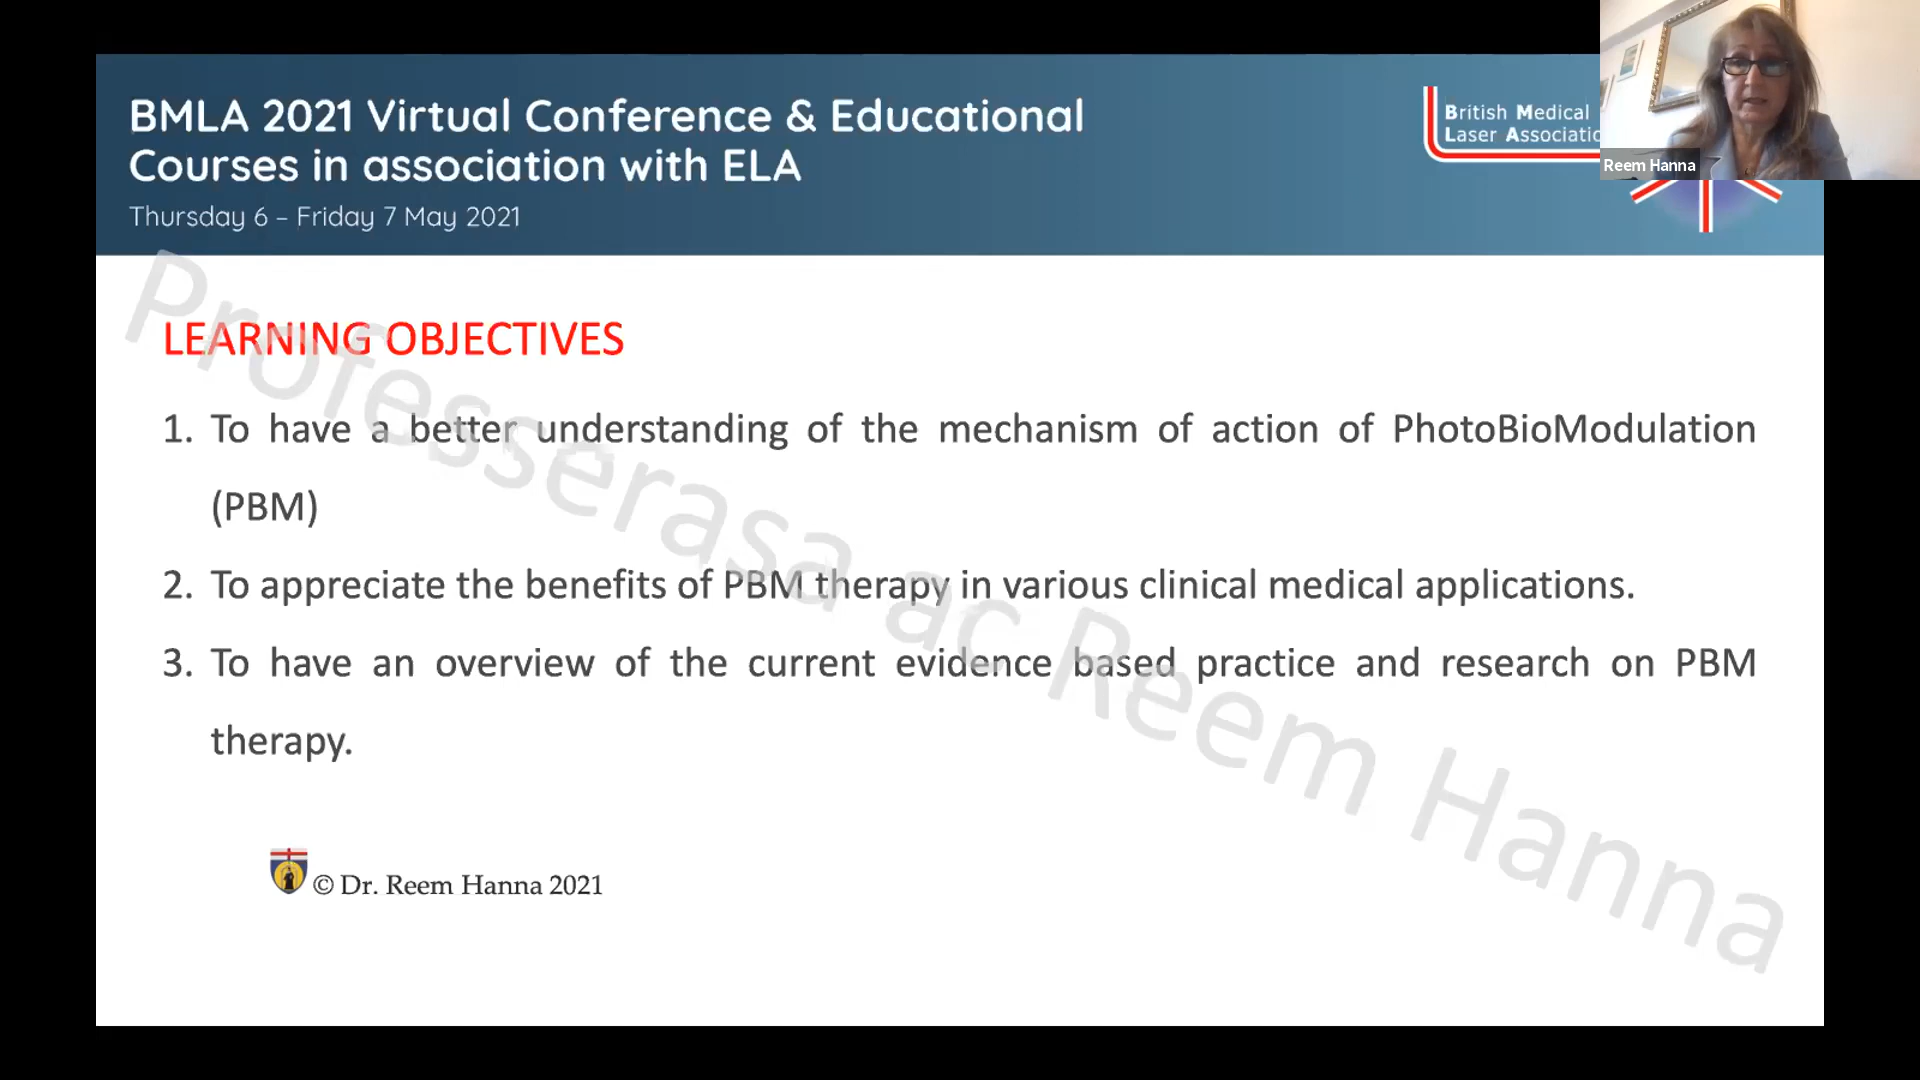 BMLA 2021 Virtual Conference & Educational
Courses in association with ELA
Thursday 6 – Friday 7 May 2021
British Medical
Laser Associatio
Reem Hanna
LEARNING OBJECTIVES
1. To have a better understanding of the mechanism of action of PhotoBioModulation
(PBM)
2. To appreciate the benefits of PBM therapy in various clinical medical applications.
3. To have an overview of the current evidence based practice and research on PBM
therapy.
© Dr. Reem Hanna 2021
Professerasa ac Reem Hanna